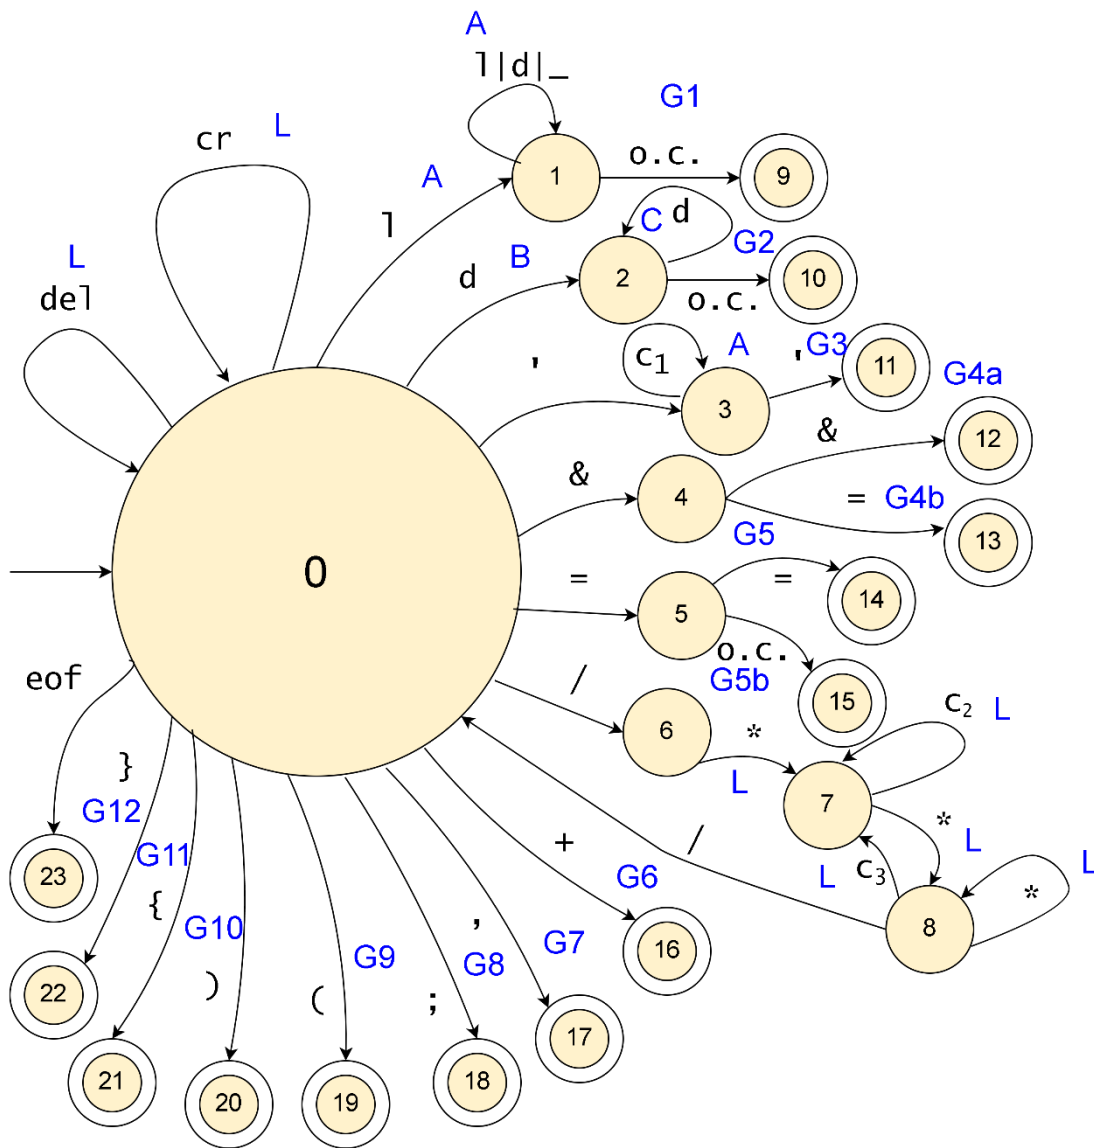 A
l|d|_
G1
cr
L
A
1
o.c.
9
l
L
del
d
B
C
d
2
G2
o.c.
10
'
c1
A
3
'
G3
11
G4a
&
12
&
4
= G4b
13
G5
0
=
5
=
14
o.c.
G5b
15
eof
/
6
*
L
7
c2
L
*
L
L
c3
8
*
L
/
+
G6
16
}
G12
23
G11
{
22
G10
)
G9
(
,
G7
G8
;
17
21
20
19
18